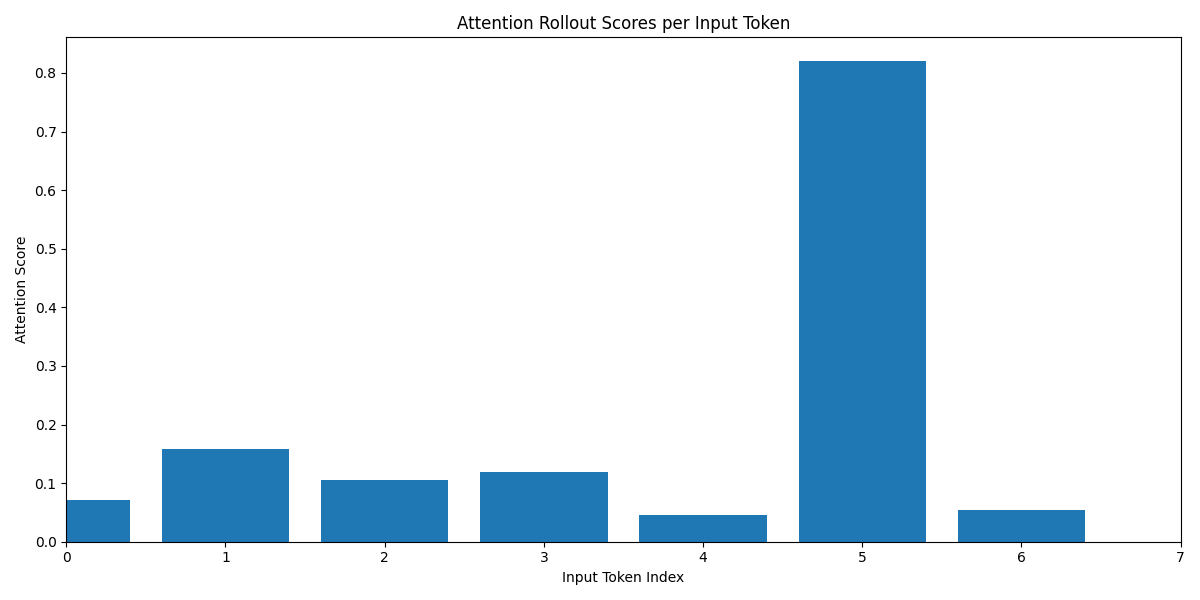 Attention Rollout Scores per Input Token
Attention Score
0.8
0.7
0.6
0.5
0.4
0.3
0.2
0.1
0.0
0 1 2 3 4 5 6 7
Input Token Index